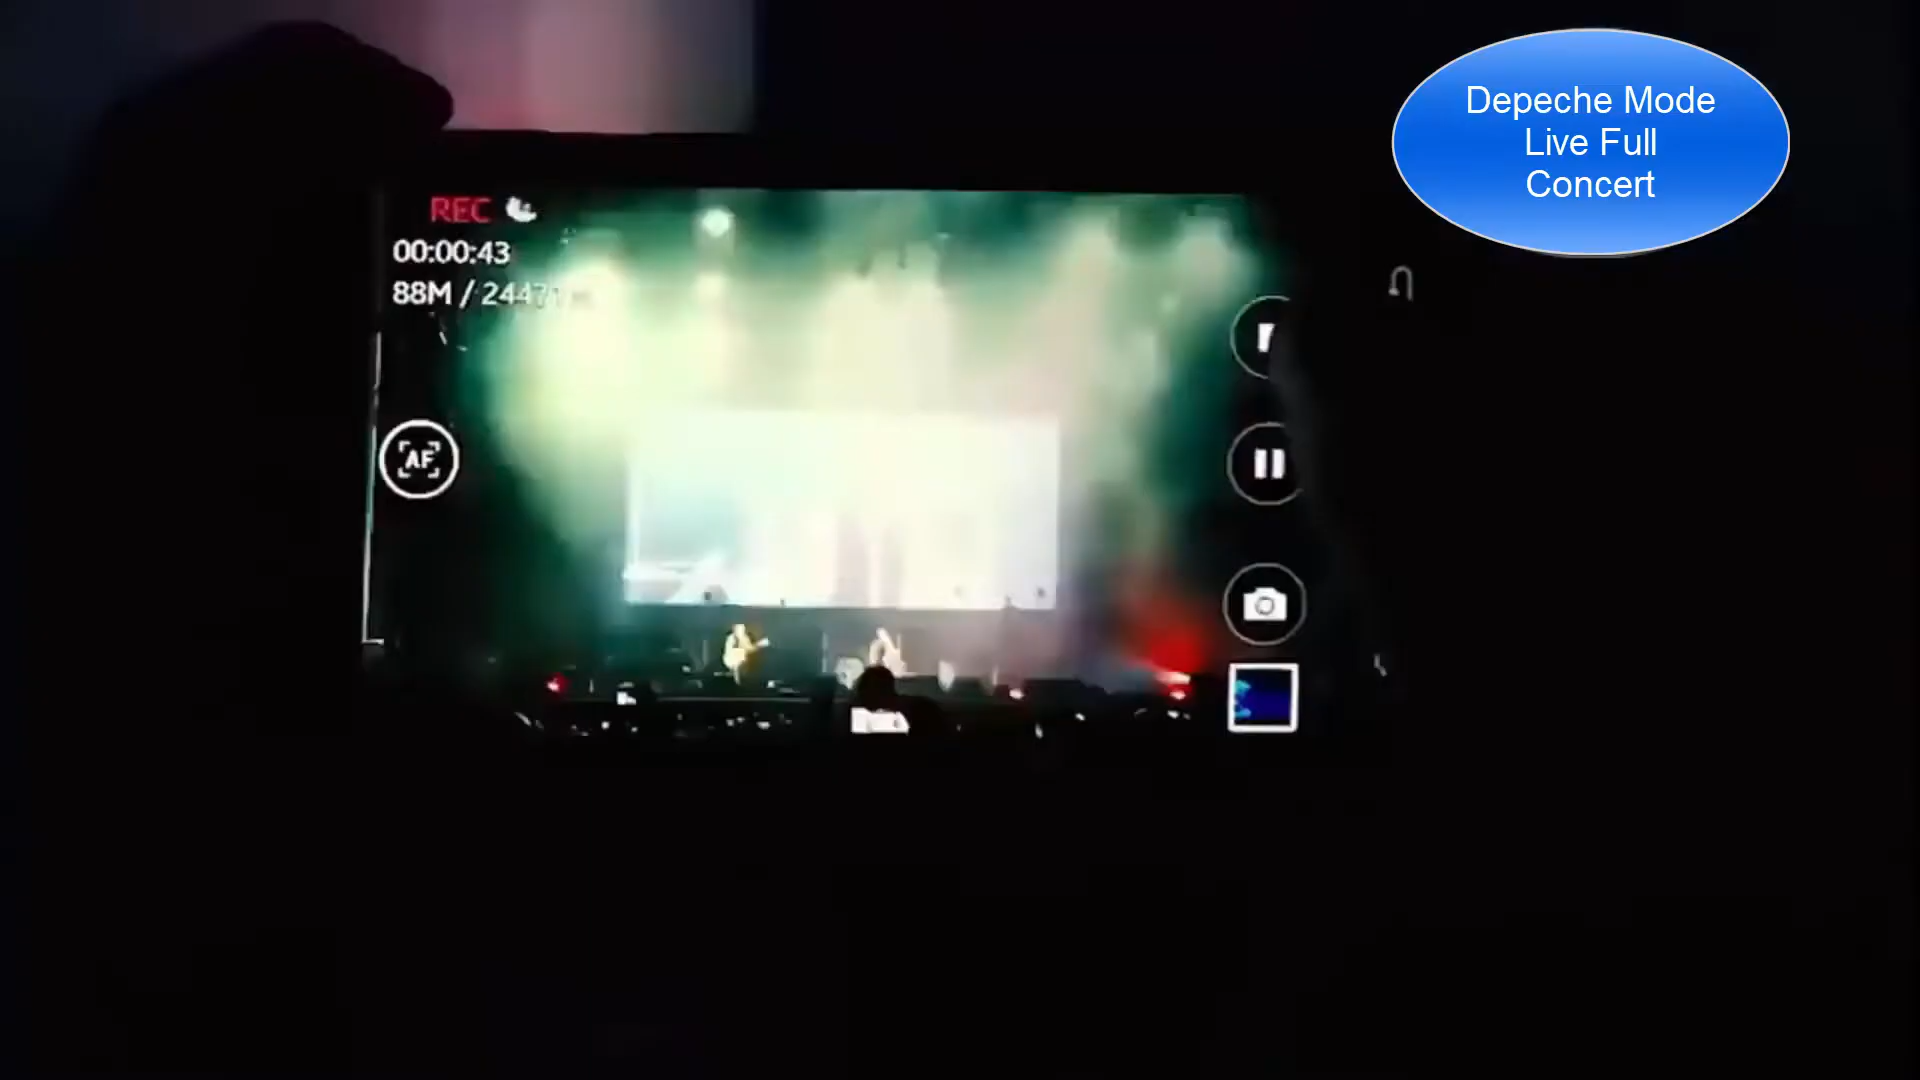 Depeche Mode
Live Full
Concert
REC
00:00:43
88M /
AF